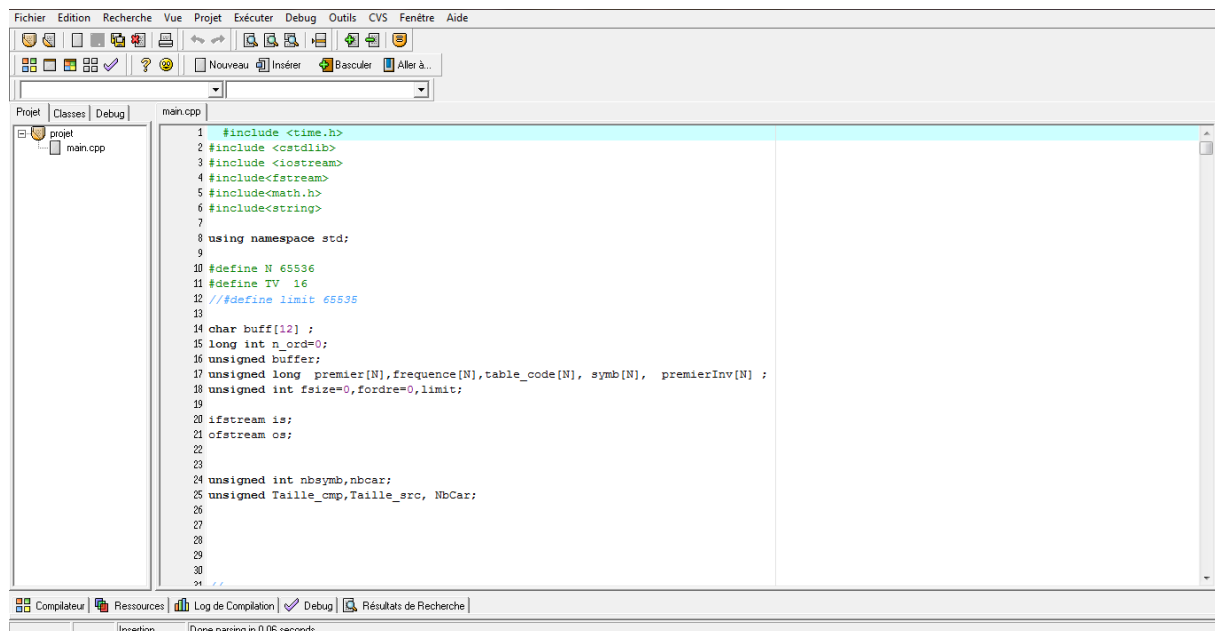 Fichier Edition Recherche Vue Projet Exécuter Debug Outils CVS Fenêtre Aide
Nouveau Insérer Basculer Aller à...
Projet Classes Debug main.cpp
projet
main.cpp
1 #include <time.h>
2 #include <cstdlib>
3 #include <iostream>
4 #include<fstream>
5 #include<math.h>
6 #include<string>
7
8 using namespace std;
9
10 #define N 65536
11 #define TV 16
12 //#define limit 65535
13
14 char buff[12] ;
15 long int n_ord=0;
16 unsigned buffer;
17 unsigned long premier[N],frequence[N],table_code[N], symb[N], premierInv[N] ;
18 unsigned int fsize=0,fordre=0,limit;
19
20 ifstream is;
21 ofstream os;
22
23
24 unsigned int nbsymb,nbcar;
25 unsigned Taille_cmp,Taille_src, NbCar;
26
27
28
29
30
31 //
Compilateur Ressources Log de Compilation Debug Résultats de Recherche
Insertion Done parsing in 0.06 seconds